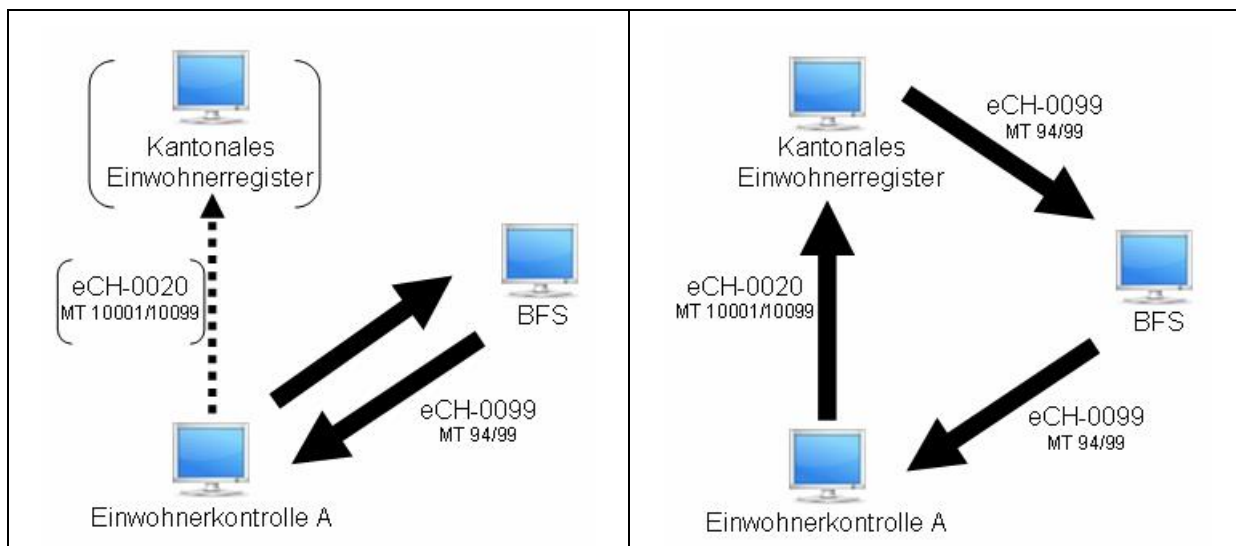 Kantonales
Einwohnerregister
eCH-0020
MT 10001/10099
BFS
eCH-0099
MT 94/99
Einwohnerkontrolle A
eCH-0099
MT 94/99
Kantonales
Einwohnerregister
eCH-0020
MT 10001/10099
BFS
eCH-0099
MT 94/99
Einwohnerkontrolle A